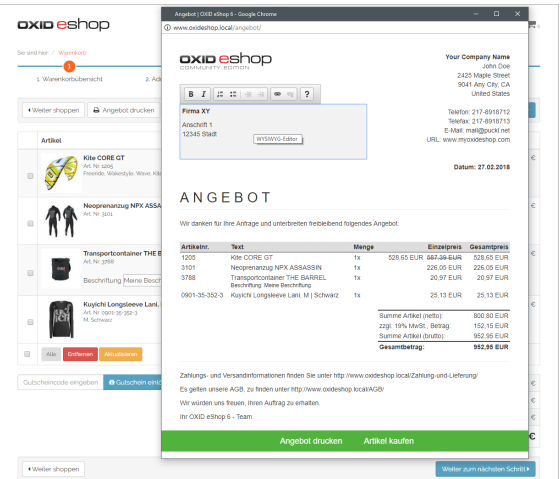 Angebot | OXID eShop 6 - Google Chrome
www.oxideshop.local/angebot/
OXID eShop
Sie sind hier: / Warenkorb
1
1. Warenkorbübersicht
2. Adr
Weiter shoppen
Angebot drucken
Artikel
Kite CORE GT
Art. Nr. 1205
Freeride, Wakestyle, Wave, Kite
Neoprenanzug NPX ASSA
Art. Nr. 3101
Transportcontainer THE B
Art. Nr. 3788
Beschriftung Meine Besch
Kuyichi Longsleeve Lani,
Art. Nr. 0901-35-352-3
M, Schwarz
Alle
Entfernen
Aktualisieren
Gutscheincode eingeben
Gutschein einlö
Weiter shoppen
Weiter zum nächsten Schritt
OXID eShop
COMMUNITY EDITION
Your Company Name
John Doe
2425 Maple Street
9041 Any City, CA
United States
Telefon: 217-8918712
Telefax: 217-8918713
E-Mail: mail@puckl.net
URL: www.myoxideshop.com
B I ?
Firma XY
Anschrift 1
12345 Stadt
WYSIWYG-Editor
Datum: 27.02.2018
ANGEBOT
Wir danken für Ihre Anfrage und unterbreiten freibleibend folgendes Angebot:
Artikelnr. Text Menge Einzelpreis Gesamtpreis
1205 Kite CORE GT 1x 528,65 EUR 587,39 EUR 528,65 EUR
3101 Neoprenanzug NPX ASSASSIN 1x 226,05 EUR 226,05 EUR
3788 Transportcontainer THE BARREL 1x 20,97 EUR 20,97 EUR
Beschriftung: Meine Beschriftung
0901-35-352-3 Kuyichi Longsleeve Lani, M | Schwarz 1x 25,13 EUR 25,13 EUR
Summe Artikel (netto): 800,80 EUR
zzgl. 19% MwSt., Betrag: 152,15 EUR
Summe Artikel (brutto): 952,95 EUR
Gesamtbetrag: 952,95 EUR
Zahlungs- und Versandinformationen finden Sie unter http://www.oxideshop.local/Zahlung-und-Lieferung/
Es gelten unsere AGB, zu finden unter http://www.oxideshop.local/AGB/
Wir würden uns freuen, Ihren Auftrag zu erhalten.
Ihr OXID eShop 6 - Team
Angebot drucken
Artikel kaufen
€
€
€
€
€
€
€
€